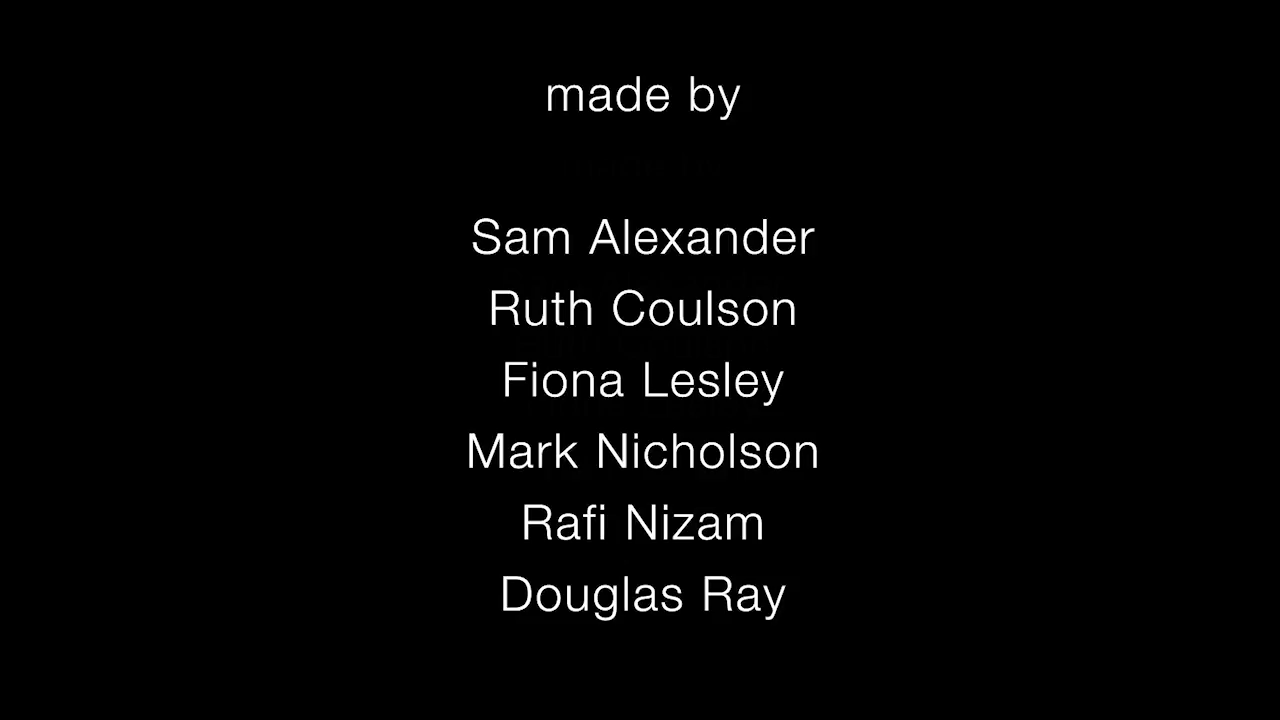 made by
Sam Alexander
Ruth Coulson
Fiona Lesley
Mark Nicholson
Rafi Nizam
Douglas Ray